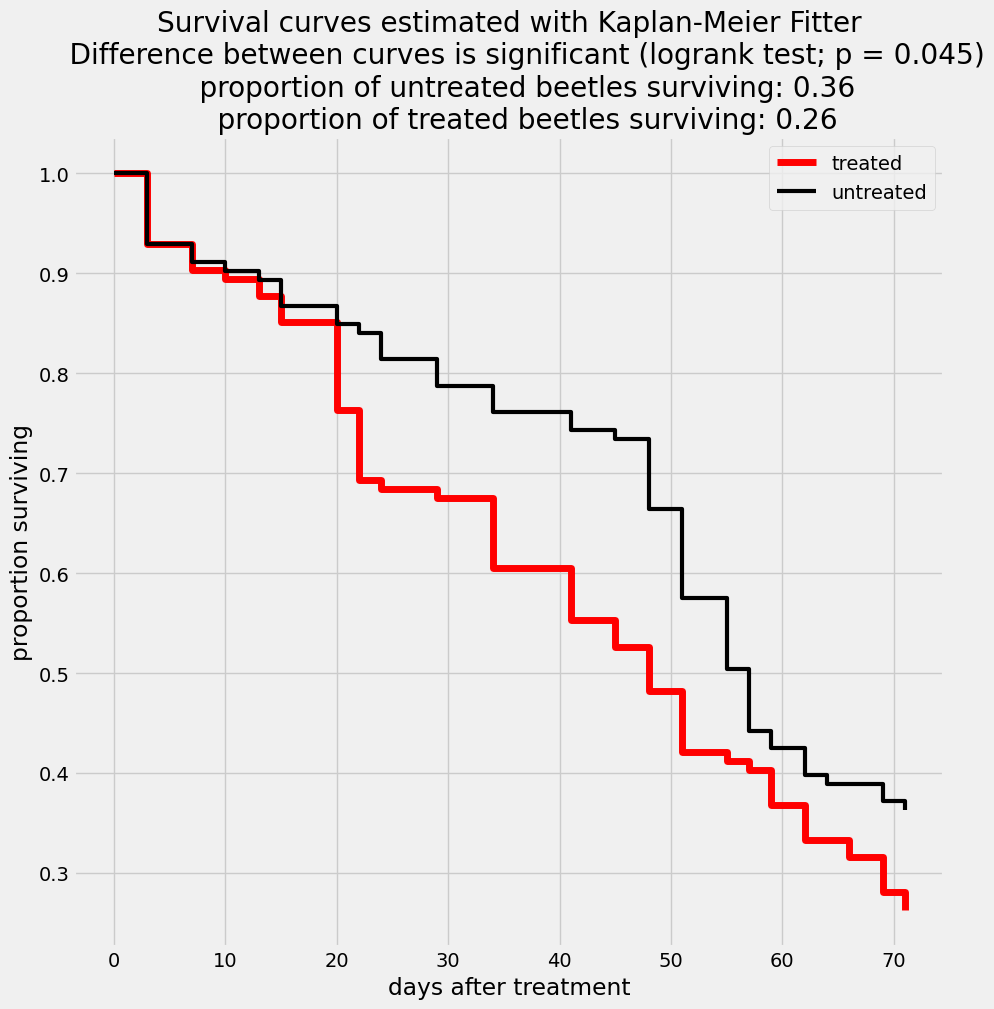 Survival curves estimated with Kaplan-Meier Fitter
Difference between curves is significant (logrank test; p = 0.045)
proportion of untreated beetles surviving: 0.36
proportion of treated beetles surviving: 0.26
treated
untreated
1.0
0.9
0.8
0.7
0.6
0.5
0.4
0.3
proportion surviving
0 10 20 30 40 50 60 70
days after treatment